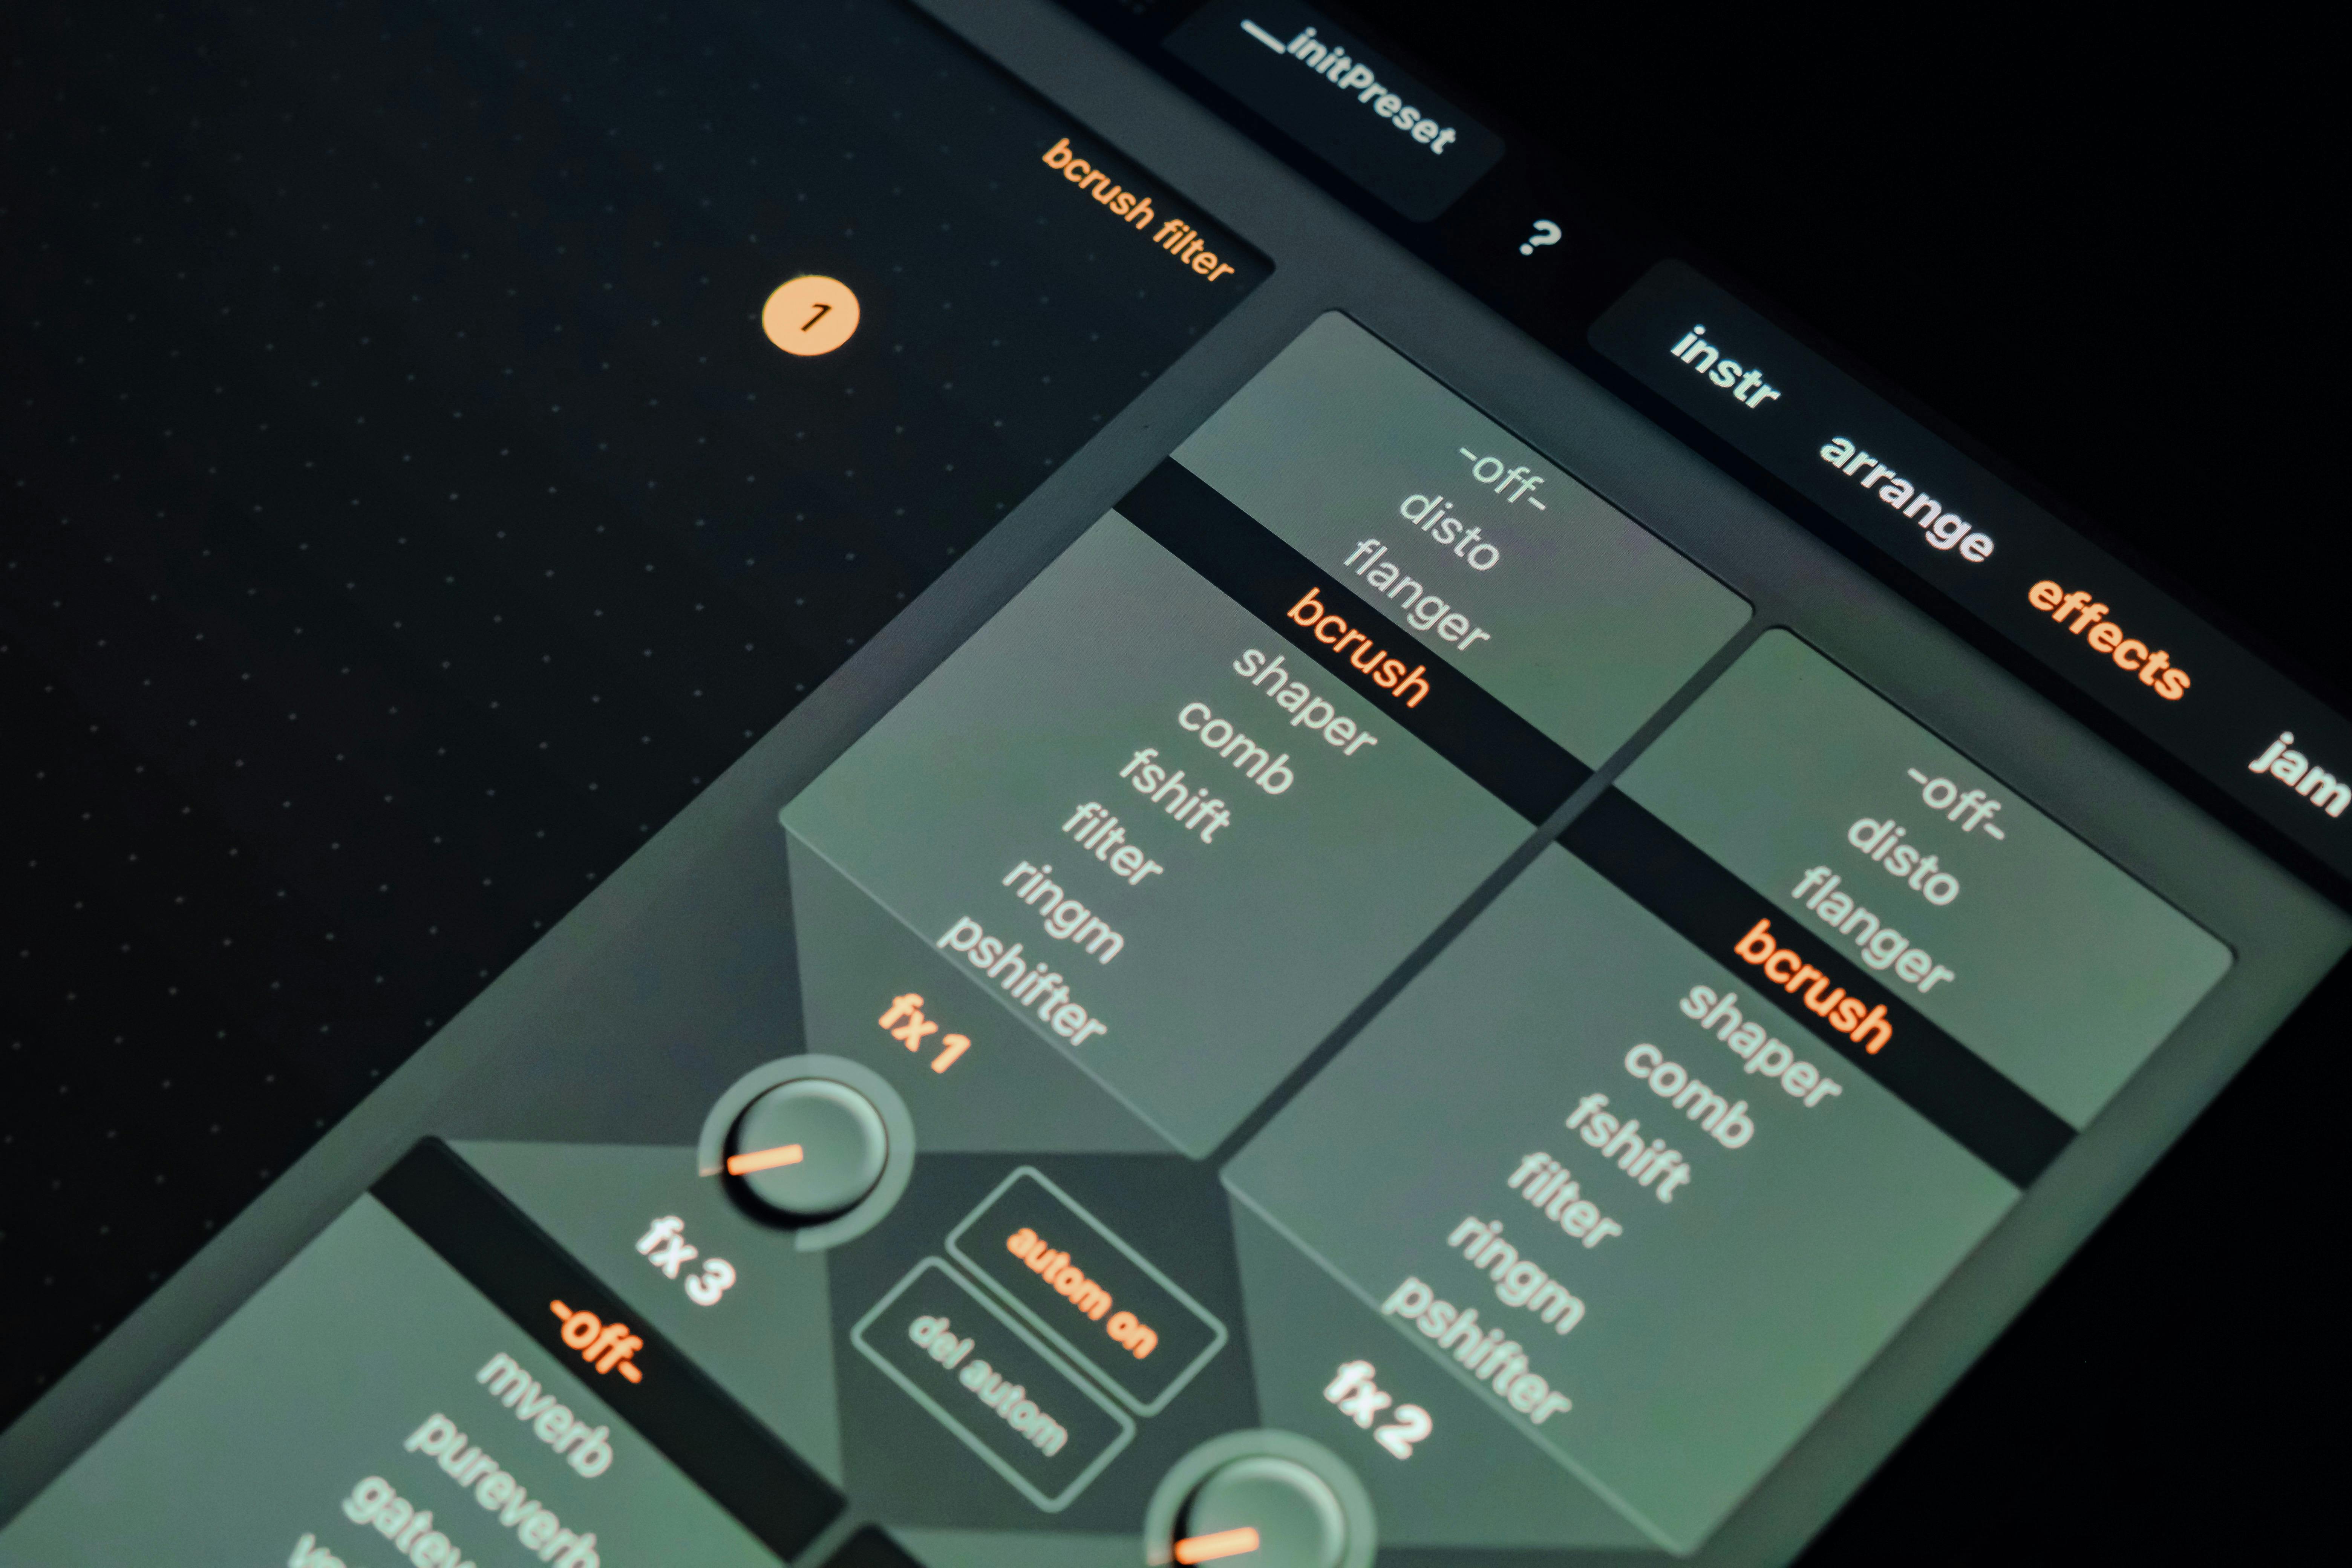 __initPreset
?
instr
arrange
effects
jam
bcrush filter
1
-off-
disto
flanger
bcrush
shaper
comb
fshift
filter
ringm
pshifter
fx 1
-off-
disto
flanger
bcrush
shaper
comb
fshift
filter
ringm
pshifter
fx 2
autom on
del autom
fx 3
-off-
mverb
pureverb